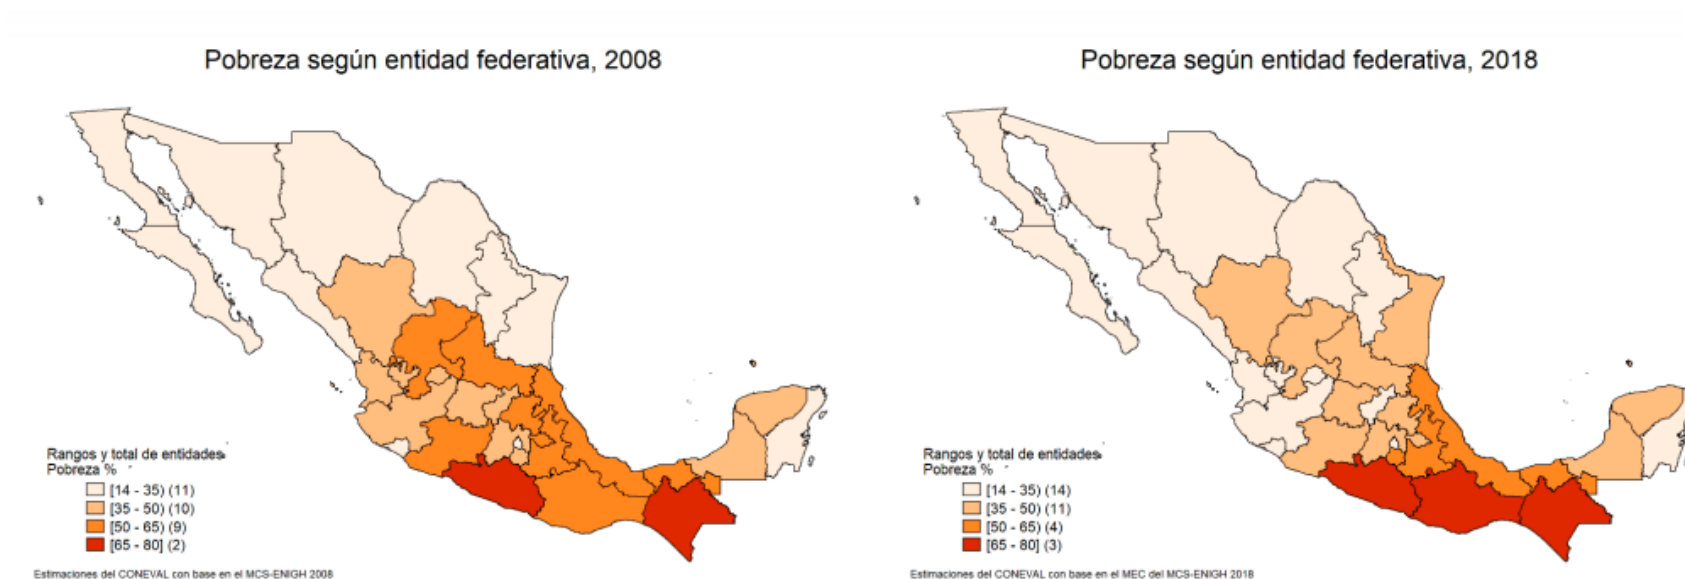 Pobreza según entidad federativa, 2008
Rangos y total de entidades
Pobreza %
[14 - 35) (11)
[35 - 50) (10)
[50 - 65) (9)
[65 - 80] (2)
Estimaciones del CONEVAL con base en el MCS-ENIGH 2008
Pobreza según entidad federativa, 2018
Rangos y total de entidades
Pobreza %
[14 - 35) (14)
[35 - 50) (11)
[50 - 65) (4)
[65 - 80] (3)
Estimaciones del CONEVAL con base en el MEC del MCS-ENIGH 2018